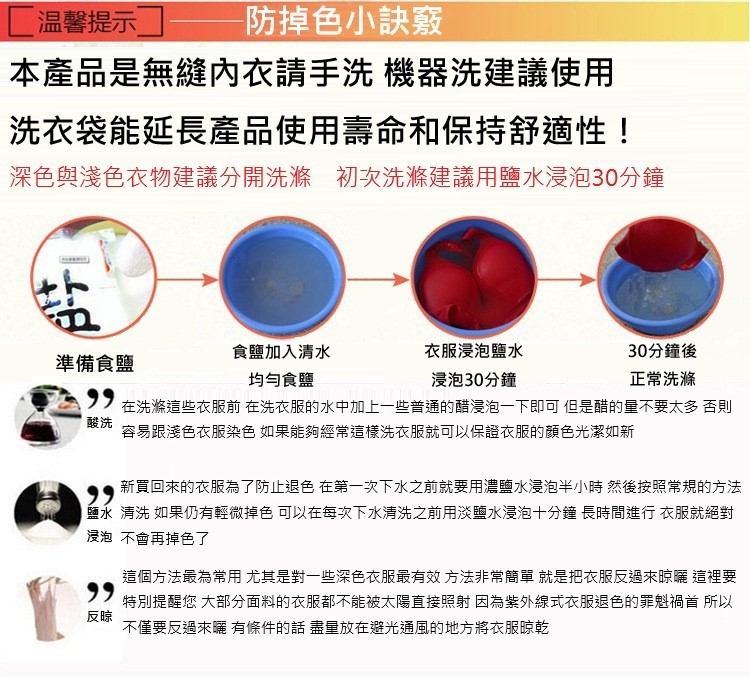 溫馨提示 防掉色小訣竅
本產品是無縫內衣請手洗 機器洗建議使用
洗衣袋能延長產品使用壽命和保持舒適性！
深色與淺色衣物建議分開洗滌 初次洗滌建議用鹽水浸泡30分鐘
盐
準備食鹽
食鹽加入清水
均勻食鹽
衣服浸泡鹽水
浸泡30分鐘
30分鐘後
正常洗滌
酸洗
在洗滌這些衣服前 在洗衣服的水中加上一些普通的醋浸泡一下即可 但是醋的量不要太多 否則
容易跟淺色衣服染色 如果能夠經常這樣洗衣服就可以保證衣服的顏色光潔如新
鹽水
浸泡
新買回來的衣服為了防止退色 在第一次下水之前就要用濃鹽水浸泡半小時 然後按照常規的方法
清洗 如果仍有輕微掉色 可以在每次下水清洗之前用淡鹽水浸泡十分鐘 長時間進行 衣服就絕對
不會再掉色了
反晾
這個方法最為常用 尤其是對一些深色衣服最有效 方法非常簡單 就是把衣服反過來晾曬 這裡要
特別提醒您 大部分面料的衣服都不能被太陽直接照射 因為紫外線式衣服退色的罪魁禍首 所以
不僅要反過來曬 有條件的話 盡量放在避光通風的地方將衣服晾乾